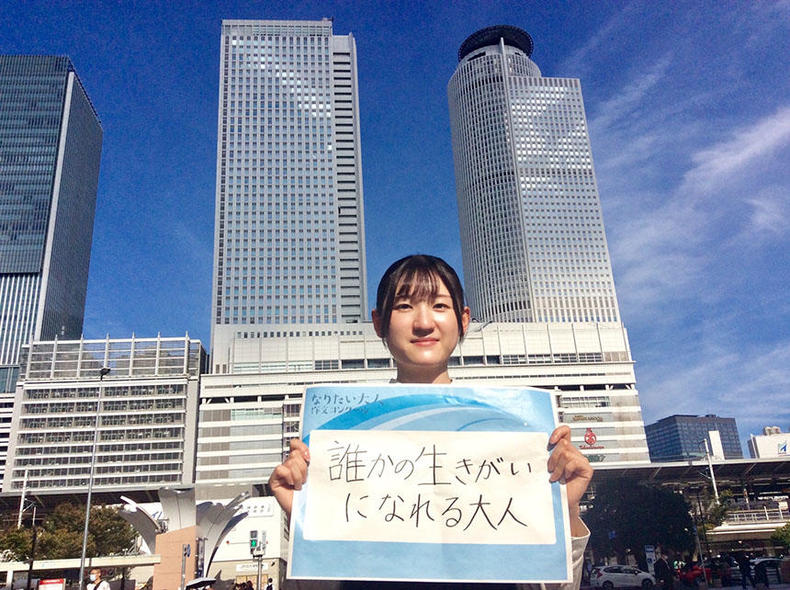 なりたい大人
作文コンクール
誰かの生きがい
になれる大人